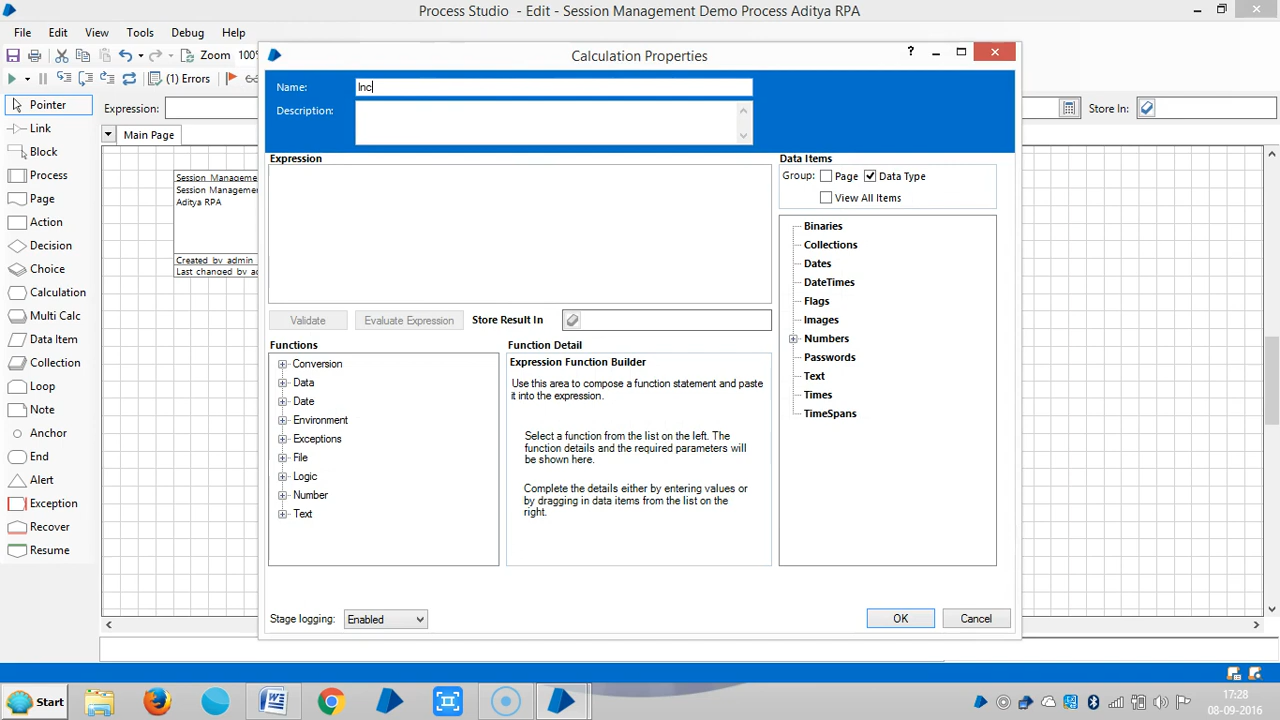 Process Studio - Edit - Session Management Demo Process Aditya RPA
File Edit View Tools Debug Help
Zoom 100%
(1) Errors
Pointer
Link
Block
Process
Page
Action
Decision
Choice
Calculation
Multi Calc
Data Item
Collection
Loop
Note
Anchor
End
Alert
Exception
Recover
Resume
Expression:
Store In:
Main Page
Session Manageme
Session Management
Aditya RPA
Created by admin
Last changed by ad
Calculation Properties
?
Name: Inc
Description:
Expression
Validate Evaluate Expression Store Result In
Functions
Conversion
Data
Date
Environment
Exceptions
File
Logic
Number
Text
Function Detail
Expression Function Builder
Use this area to compose a function statement and paste
it into the expression.
Select a function from the list on the left. The
function details and the required parameters will
be shown here.
Complete the details either by entering values or
by dragging in data items from the list on the
right.
Data Items
Group: Page Data Type
View All Items
Binaries
Collections
Dates
DateTimes
Flags
Images
Numbers
Passwords
Text
Times
TimeSpans
Stage logging: Enabled
OK Cancel
Start
17:28
08-09-2016